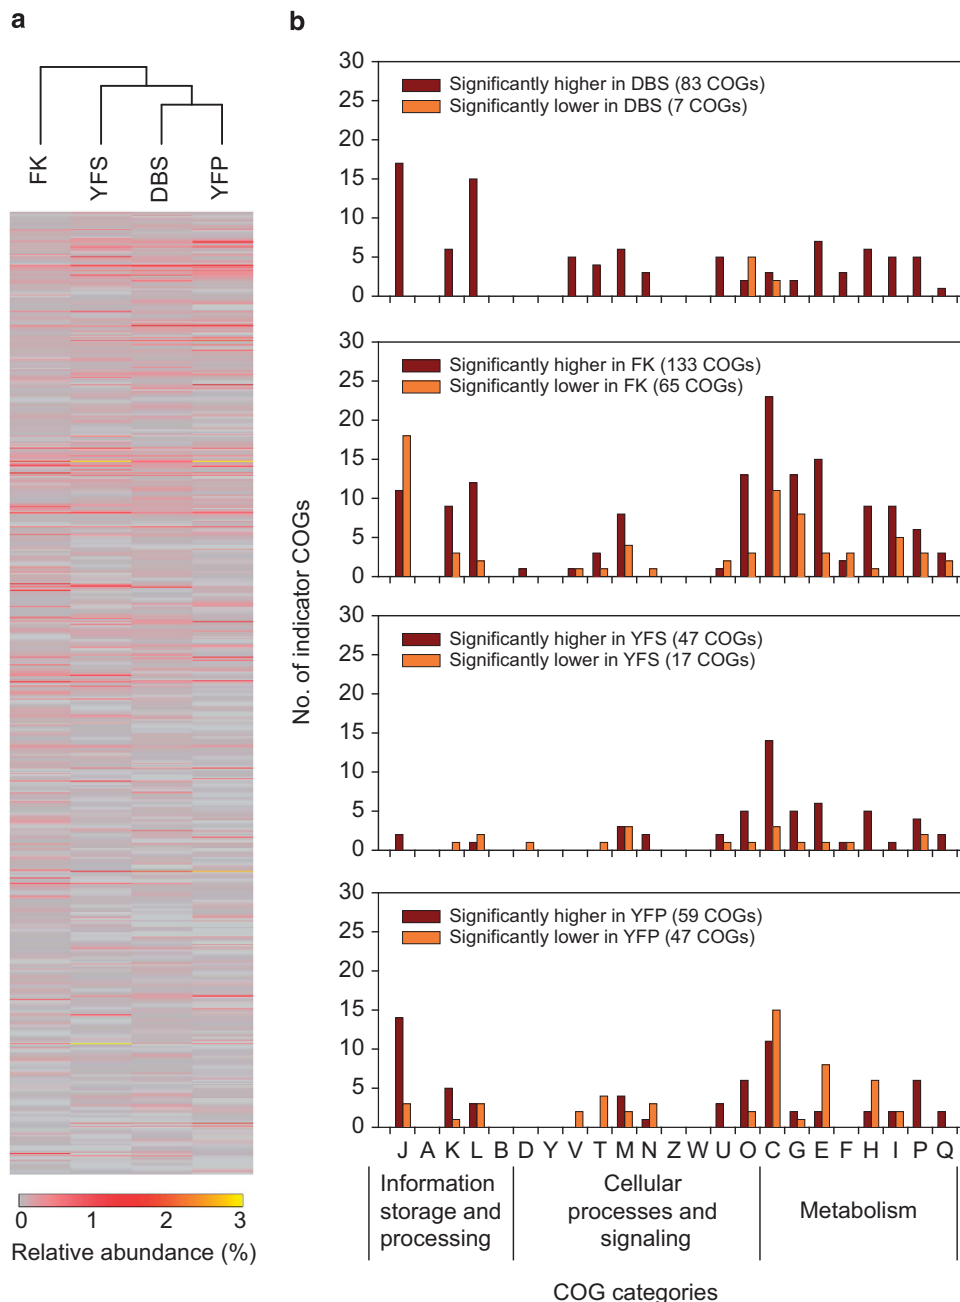 a
FK
YFS
DBS
YFP
0
1
2
3
Relative abundance (%)
b
No. of indicator COGs
30
25
20
15
10
5
0
Significantly higher in DBS (83 COGs)
Significantly lower in DBS (7 COGs)
30
25
20
15
10
5
0
Significantly higher in FK (133 COGs)
Significantly lower in FK (65 COGs)
30
25
20
15
10
5
0
Significantly higher in YFS (47 COGs)
Significantly lower in YFS (17 COGs)
30
25
20
15
10
5
0
Significantly higher in YFP (59 COGs)
Significantly lower in YFP (47 COGs)
J A K L B D Y V T M N Z W U O C G E F H I P Q
Information
storage and
processing
Cellular
processes and
signaling
Metabolism
COG categories